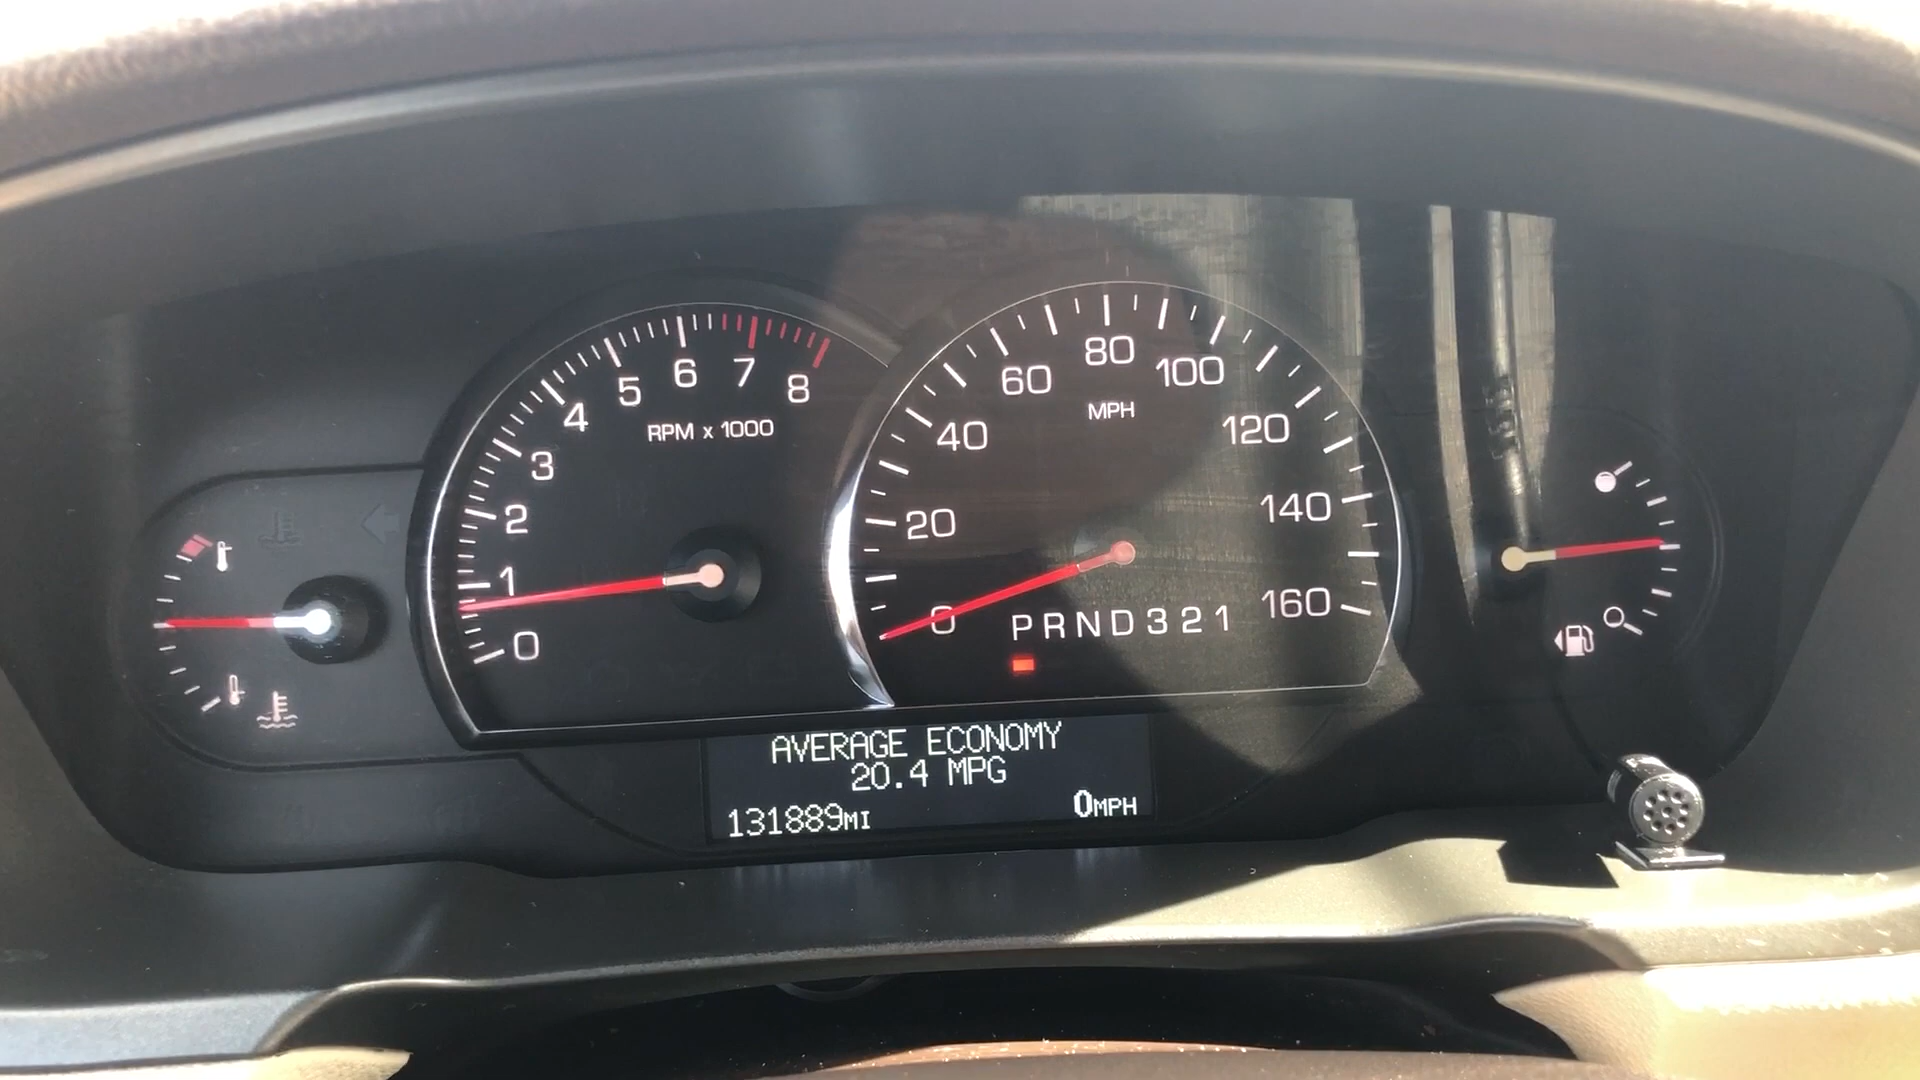 0 1 2 3 4 5 6 7 8
RPM x 1000
0 20 40 60 80 100 120 140 160
MPH
PRND321
AVERAGE ECONOMY
20.4 MPG
131889MI
0MPH